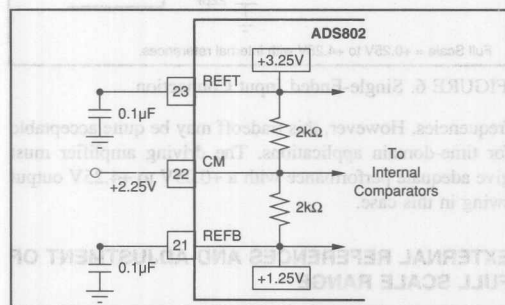 ADS802
Full Scale = +0.25V to +4.25V with internal references.
+3.25V
23
REFT
FIGURE 6. Single-Ended Input
0.1µF
2kΩ
frequencies. However, this tradeoff may be quite acceptable
for time-domain applications. The driving amplifier must
give adequate performance with a +0.25V to +4.25V output
swing in this case.
To
Internal
Comparators
22
CM
+2.25V
2kΩ
21
REFB
EXTERNAL REFERENCES AND ADJUSTMENT OF
FULL SCALE RANGE
0.1µF
+1.25V